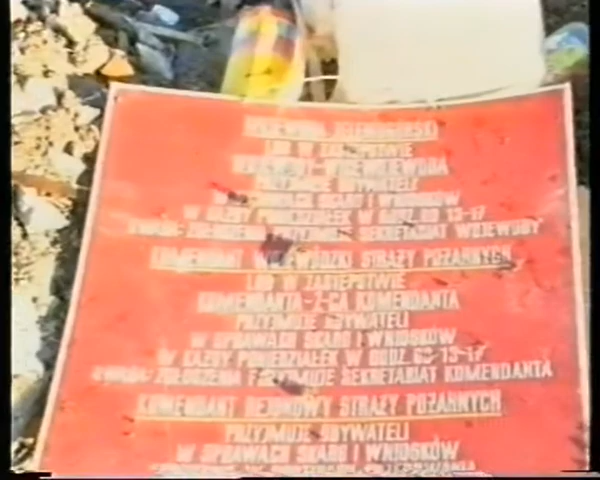 WOJEWODA JELENIOGÓRSKI
LUB W ZASTĘPSTWIE
WICEWOJEWODA
PRZYJMUJE OBYWATELI
W SPRAWACH SKARG I WNIOSKÓW
W KAŻDY PONIEDZIAŁEK W GODZ. OD 13-17
ZGŁOSZENIA PRZYJMUJE SEKRETARIAT WOJEWODY
KOMENDANT WOJEWÓDZKI STRAŻY POŻARNYCH
LUB W ZASTĘPSTWIE
KOMENDANTA Z-CA KOMENDANTA
PRZYJMUJE OBYWATELI
W SPRAWACH SKARG I WNIOSKÓW
W KAŻDY PONIEDZIAŁEK W GODZ. OD 13-17
ZGŁOSZENIA PRZYJMUJE SEKRETARIAT KOMENDANTA
KOMENDANT REJONOWY STRAŻY POŻARNYCH
PRZYJMUJE OBYWATELI
W SPRAWACH SKARG I WNIOSKÓW